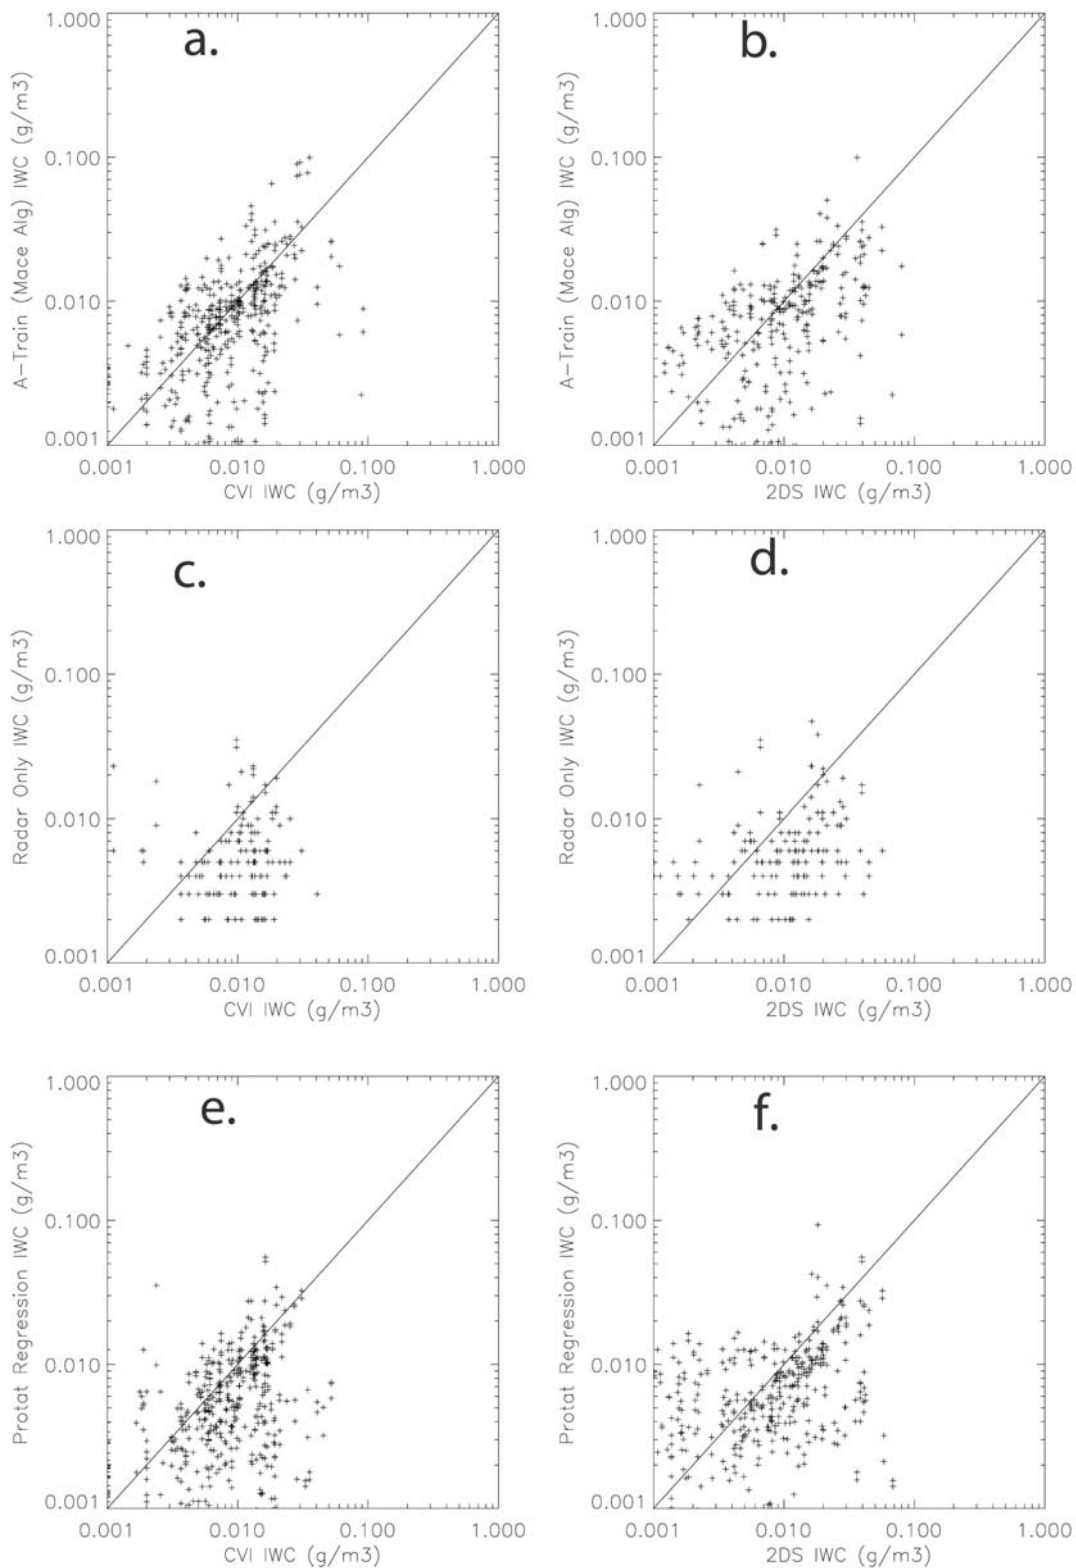 1.000
a.
0.100
0.010
0.001
A-Train (Mace Alg) IWC (g/m3)
0.001 0.010 0.100 1.000
CVI IWC (g/m3)
1.000
b.
0.100
0.010
0.001
A-Train (Mace Alg) IWC (g/m3)
0.001 0.010 0.100 1.000
2DS IWC (g/m3)
1.000
c.
0.100
0.010
0.001
Radar Only IWC (g/m3)
0.001 0.010 0.100 1.000
CVI IWC (g/m3)
1.000
d.
0.100
0.010
0.001
Radar Only IWC (g/m3)
0.001 0.010 0.100 1.000
2DS IWC (g/m3)
1.000
e.
0.100
0.010
0.001
Protat Regression IWC (g/m3)
0.001 0.010 0.100 1.000
CVI IWC (g/m3)
1.000
f.
0.100
0.010
0.001
Protat Regression IWC (g/m3)
0.001 0.010 0.100 1.000
2DS IWC (g/m3)